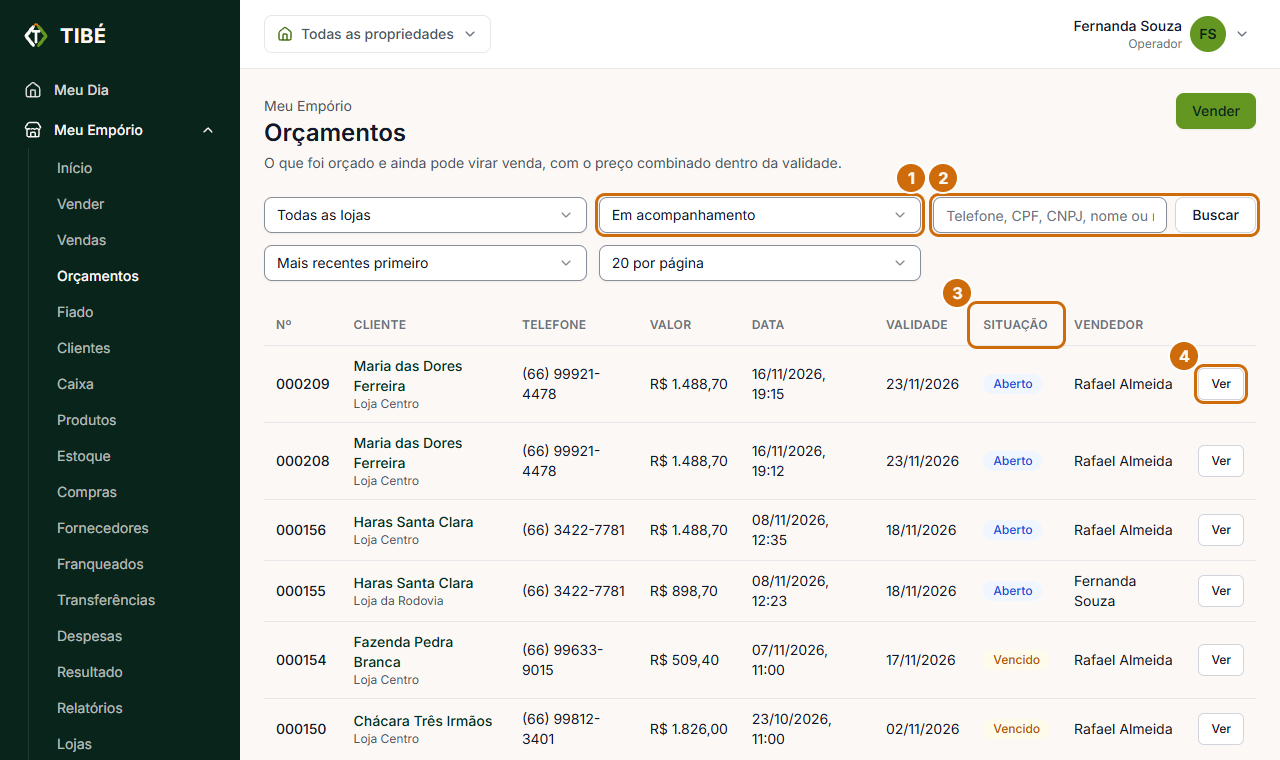 TIBÉ
Todas as propriedades
Fernanda Souza
Operador
FS
Meu Dia
Meu Empório
Início
Vender
Vendas
Orçamentos
Fiado
Clientes
Caixa
Produtos
Estoque
Compras
Fornecedores
Franqueados
Transferências
Despesas
Resultado
Relatórios
Lojas
Meu Empório
Orçamentos
Vender
O que foi orçado e ainda pode virar venda, com o preço combinado dentro da validade.
1 2
Todas as lojas
Em acompanhamento
Telefone, CPF, CNPJ, nome ou
Buscar
Mais recentes primeiro
20 por página
3
Nº CLIENTE TELEFONE VALOR DATA VALIDADE SITUAÇÃO VENDEDOR
4
000209 Maria das Dores Ferreira Loja Centro (66) 99921-4478 R$ 1.488,70 16/11/2026, 19:15 23/11/2026 Aberto Rafael Almeida Ver
000208 Maria das Dores Ferreira Loja Centro (66) 99921-4478 R$ 1.488,70 16/11/2026, 19:12 23/11/2026 Aberto Rafael Almeida Ver
000156 Haras Santa Clara Loja Centro (66) 3422-7781 R$ 1.488,70 08/11/2026, 12:35 18/11/2026 Aberto Rafael Almeida Ver
000155 Haras Santa Clara Loja da Rodovia (66) 3422-7781 R$ 898,70 08/11/2026, 12:23 18/11/2026 Aberto Fernanda Souza Ver
000154 Fazenda Pedra Branca Loja Centro (66) 99633-9015 R$ 509,40 07/11/2026, 11:00 17/11/2026 Vencido Rafael Almeida Ver
000150 Chácara Três Irmãos Loja Centro (66) 99812-3401 R$ 1.826,00 23/10/2026, 11:00 02/11/2026 Vencido Rafael Almeida Ver